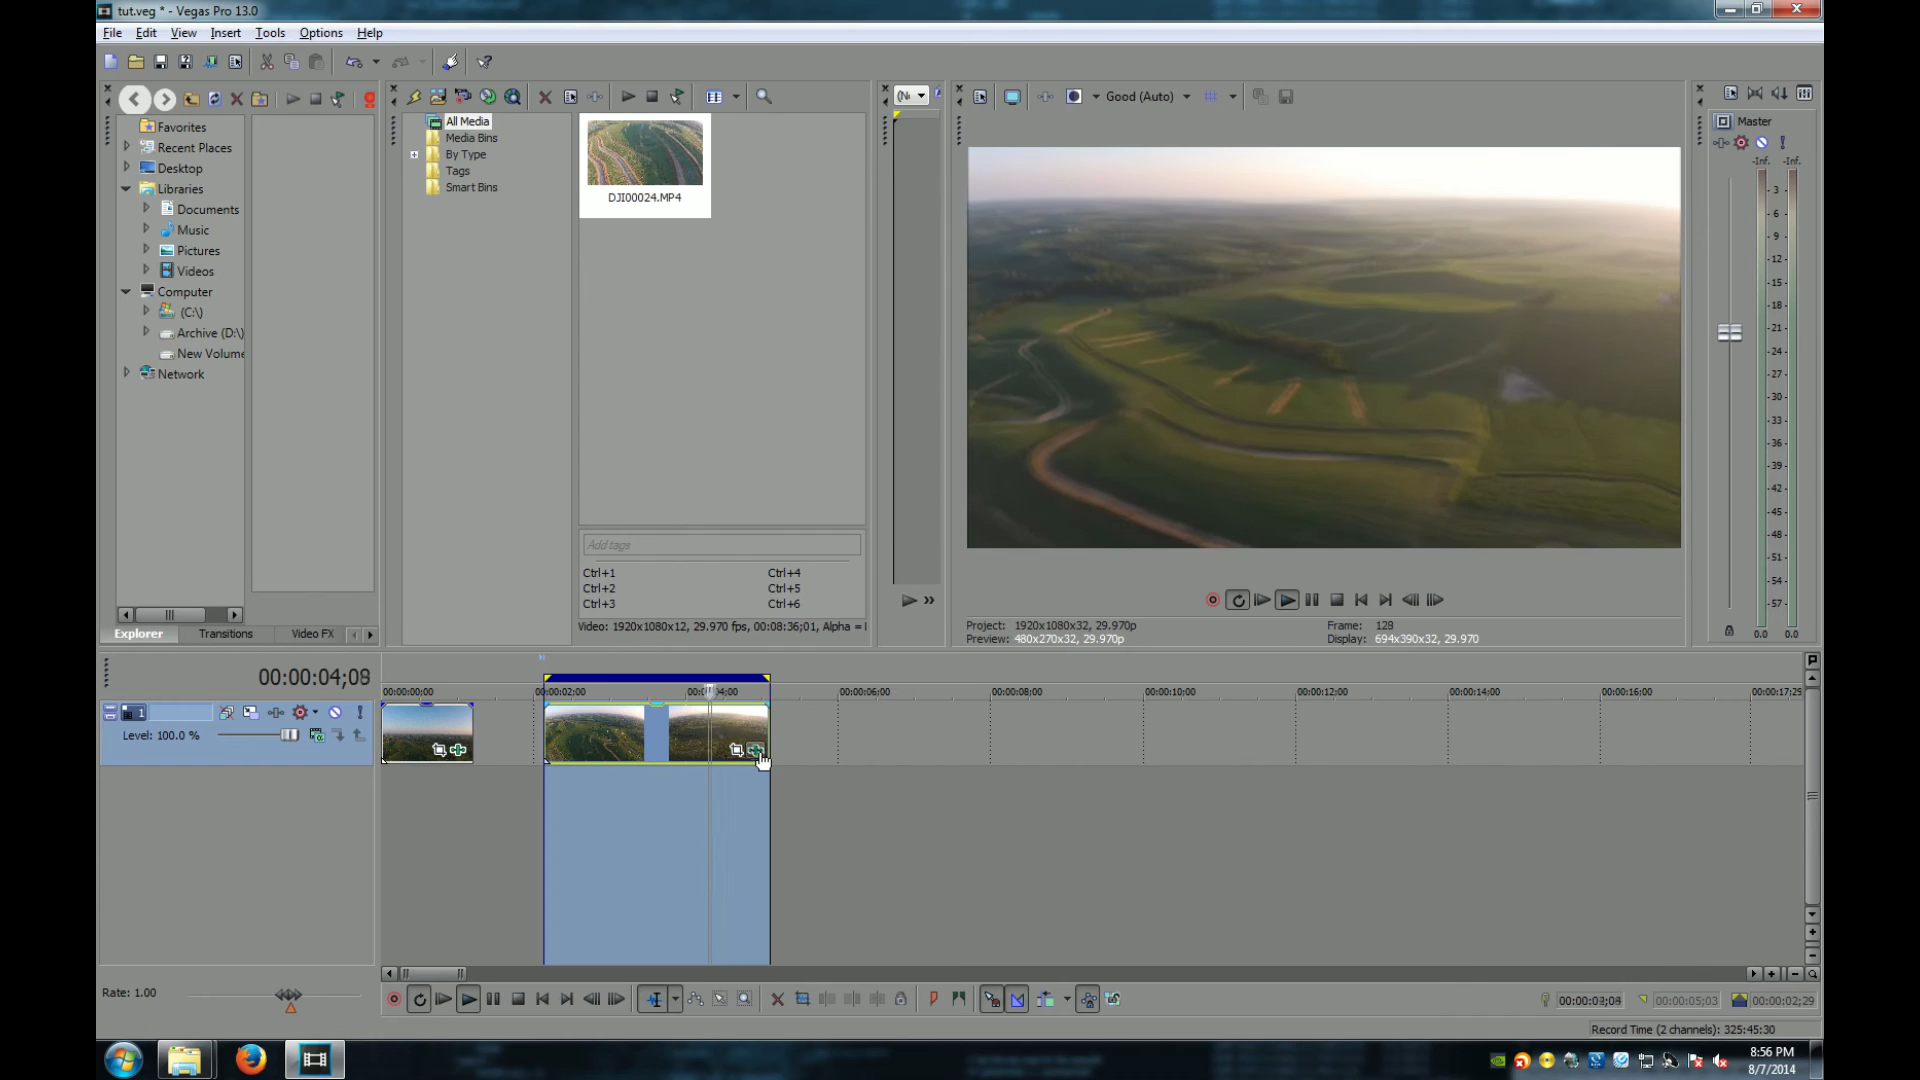 tut.veg * - Vegas Pro 13.0
File Edit View Insert Tools Options Help
Good (Auto)
Favorites
Recent Places
Desktop
Libraries
Documents
Music
Pictures
Videos
Computer
(C:\)
Archive (D:\)
New Volume
Network
All Media
Media Bins
By Type
Tags
Smart Bins
DJI00024.MP4
Add tags
Ctrl+1 Ctrl+4
Ctrl+2 Ctrl+5
Ctrl+3 Ctrl+6
Video: 1920x1080x12, 29.970 fps, 00:08:36;01, Alpha =
Explorer Transitions Video FX
Project: 1920x1080x32, 29.970p
Preview: 480x270x32, 29.970p
Frame: 128
Display: 694x390x32, 29.970
Master
-Inf. -Inf.
3
6
9
12
15
18
21
24
27
30
33
36
39
42
45
48
51
54
57
0.0 0.0
00:00:04;08
00:00:00;00 00:00:02;00 00:00:04;00 00:00:06;00 00:00:08;00 00:00:10;00 00:00:12;00 00:00:14;00 00:00:16;00 00:00:17;29
1
Level: 100.0 %
Rate: 1.00
00:00:05;03 00:00:02;29
Record Time (2 channels): 325:45:30
8:56 PM
8/7/2014